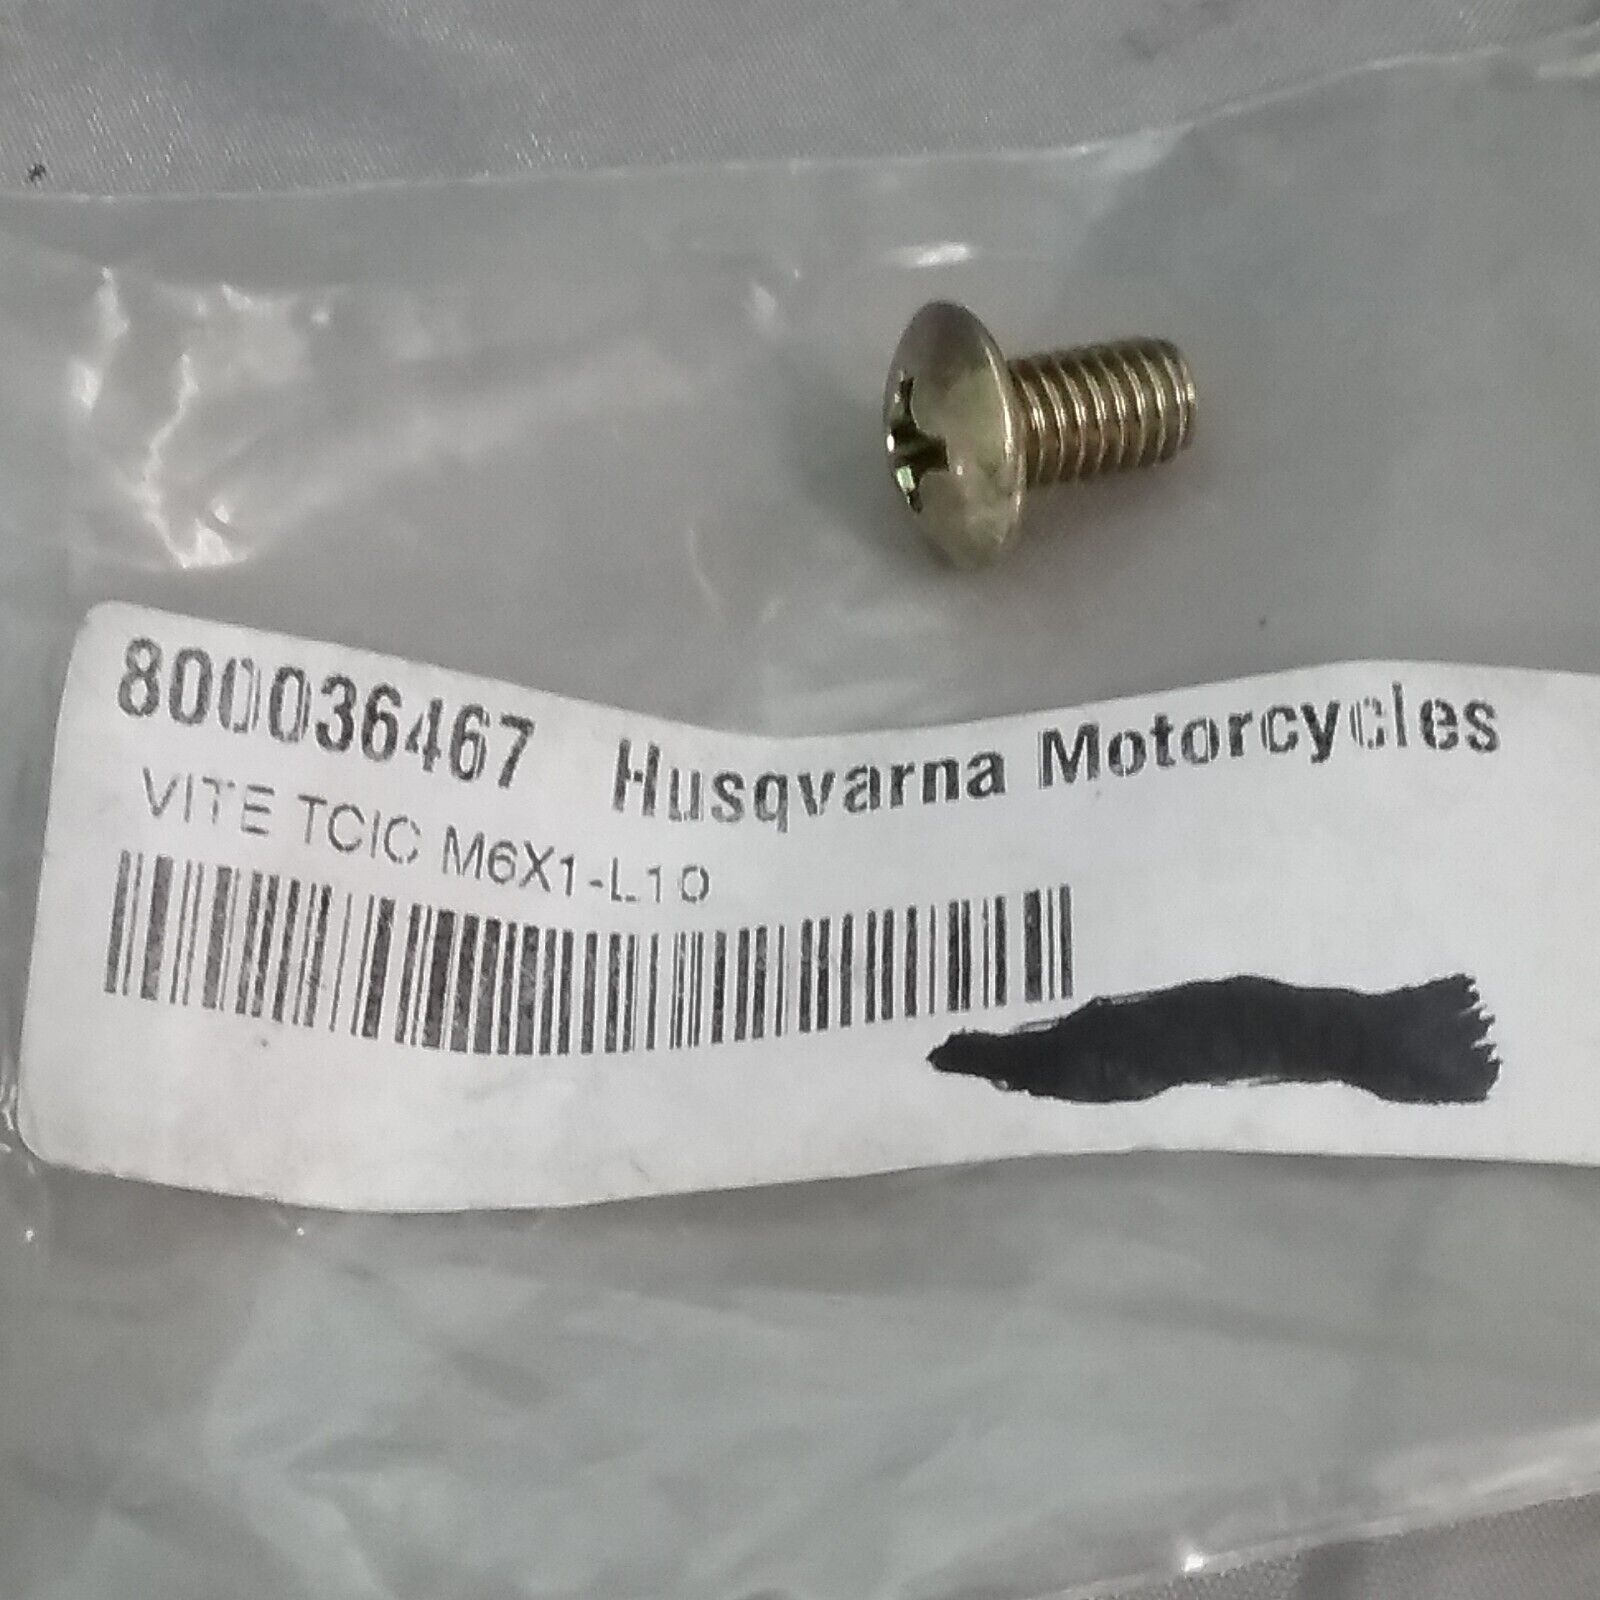 800036467 Husqvarna Motorcycles
VITE TCIC M6X1-L10